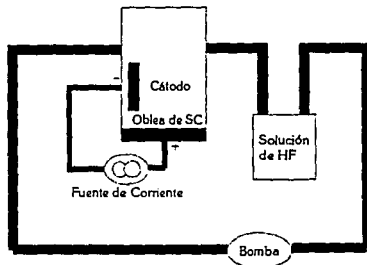 -
Cátodo
Oblea de SC
+
Fuente de Corriente
Solución
de HF
Bomba